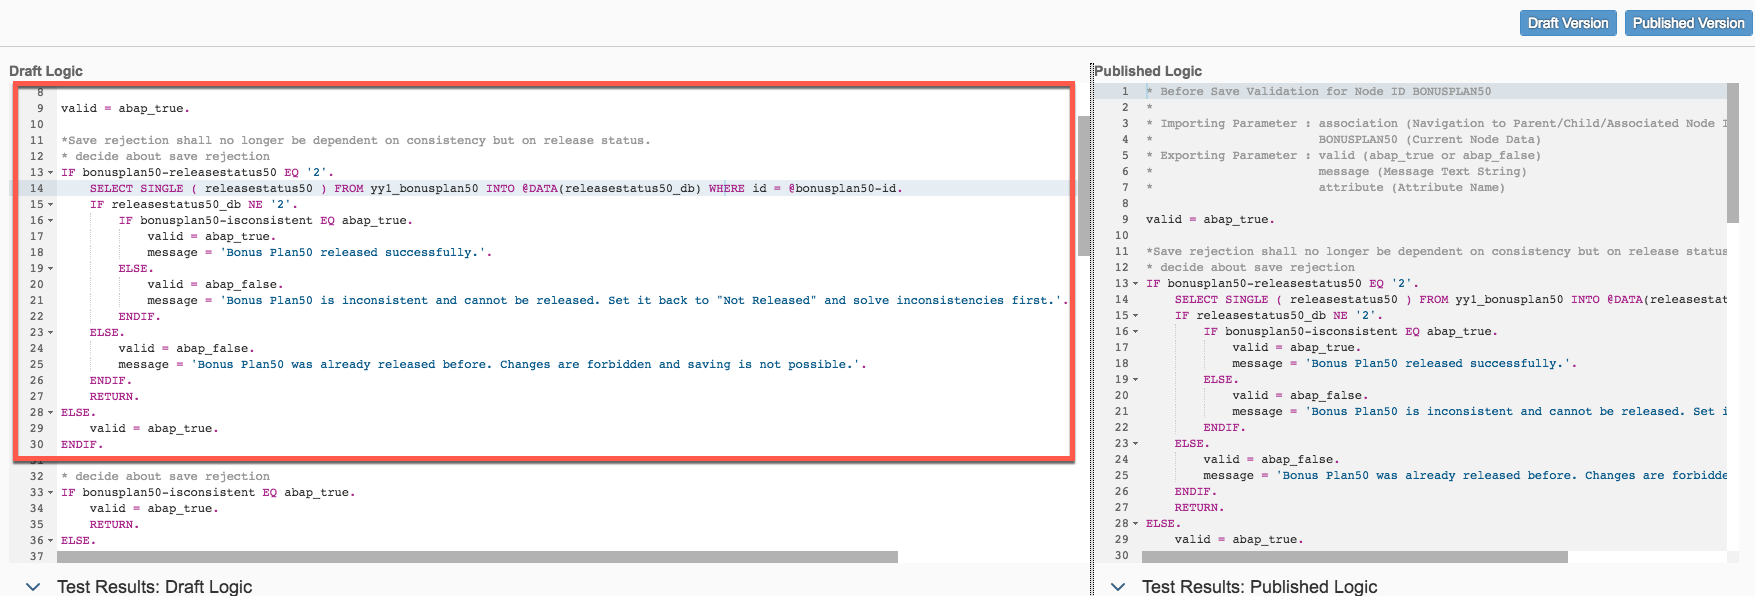 Draft Version Published Version
Draft Logic
8
9 valid = abap_true.
10
11 *Save rejection shall no longer be dependent on consistency but on release status.
12 * decide about save rejection
13 IF bonusplan50-releasestatus50 EQ '2'.
14 SELECT SINGLE ( releasestatus50 ) FROM yy1_bonusplan50 INTO @DATA(releasestatus50_db) WHERE id = @bonusplan50-id.
15 IF releasestatus50_db NE '2'.
16 IF bonusplan50-isconsistent EQ abap_true.
17 valid = abap_true.
18 message = 'Bonus Plan50 released successfully.'.
19 ELSE.
20 valid = abap_false.
21 message = 'Bonus Plan50 is inconsistent and cannot be released. Set it back to "Not Released" and solve inconsistencies first.'.
22 ENDIF.
23 ELSE.
24 valid = abap_false.
25 message = 'Bonus Plan50 was already released before. Changes are forbidden and saving is not possible.'.
26 ENDIF.
27 RETURN.
28 ELSE.
29 valid = abap_true.
30 ENDIF.
31
32 * decide about save rejection
33 IF bonusplan50-isconsistent EQ abap_true.
34 valid = abap_true.
35 RETURN.
36 ELSE.
37
Test Results: Draft Logic
Published Logic
1 * Before Save Validation for Node ID BONUSPLAN50
2 *
3 * Importing Parameter : association (Navigation to Parent/Child/Associated Node I
4 * BONUSPLAN50 (Current Node Data)
5 * Exporting Parameter : valid (abap_true or abap_false)
6 * message (Message Text String)
7 * attribute (Attribute Name)
8
9 valid = abap_true.
10
11 *Save rejection shall no longer be dependent on consistency but on release status
12 * decide about save rejection
13 IF bonusplan50-releasestatus50 EQ '2'.
14 SELECT SINGLE ( releasestatus50 ) FROM yy1_bonusplan50 INTO @DATA(releasestat
15 IF releasestatus50_db NE '2'.
16 IF bonusplan50-isconsistent EQ abap_true.
17 valid = abap_true.
18 message = 'Bonus Plan50 released successfully.'.
19 ELSE.
20 valid = abap_false.
21 message = 'Bonus Plan50 is inconsistent and cannot be released. Set i
22 ENDIF.
23 ELSE.
24 valid = abap_false.
25 message = 'Bonus Plan50 was already released before. Changes are forbidde
26 ENDIF.
27 RETURN.
28 ELSE.
29 valid = abap_true.
30
Test Results: Published Logic